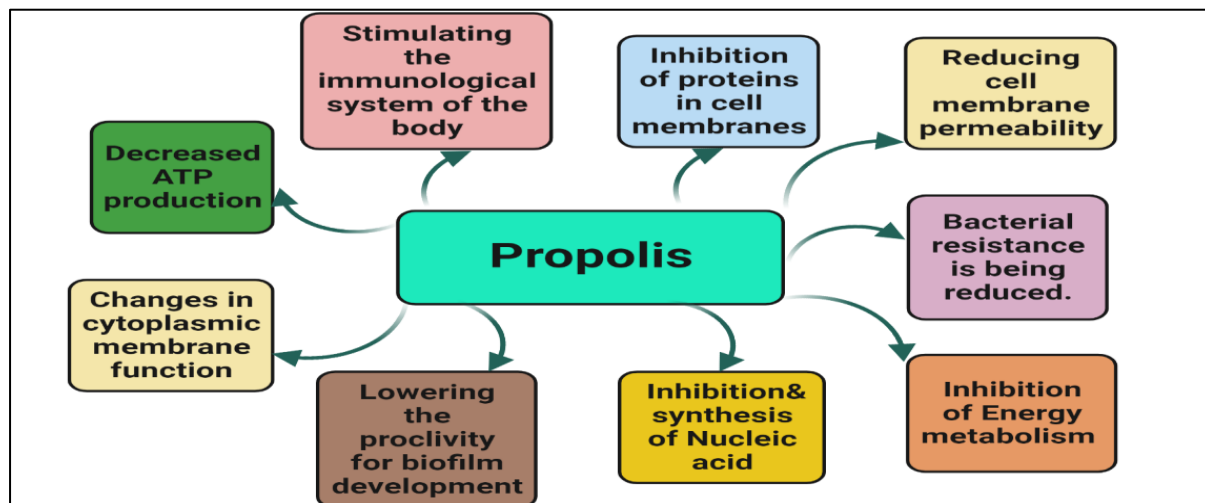 Stimulating
the
immunological
system of the
body
Inhibition
of proteins
in cell
membranes
Reducing
cell
membrane
permeability
Decreased
ATP
production
Propolis
Bacterial
resistance
is being
reduced.
Changes in
cytoplasmic
membrane
function
Lowering
the
proclivity
for biofilm
development
Inhibition&
synthesis
of Nucleic
acid
Inhibition
of Energy
metabolism